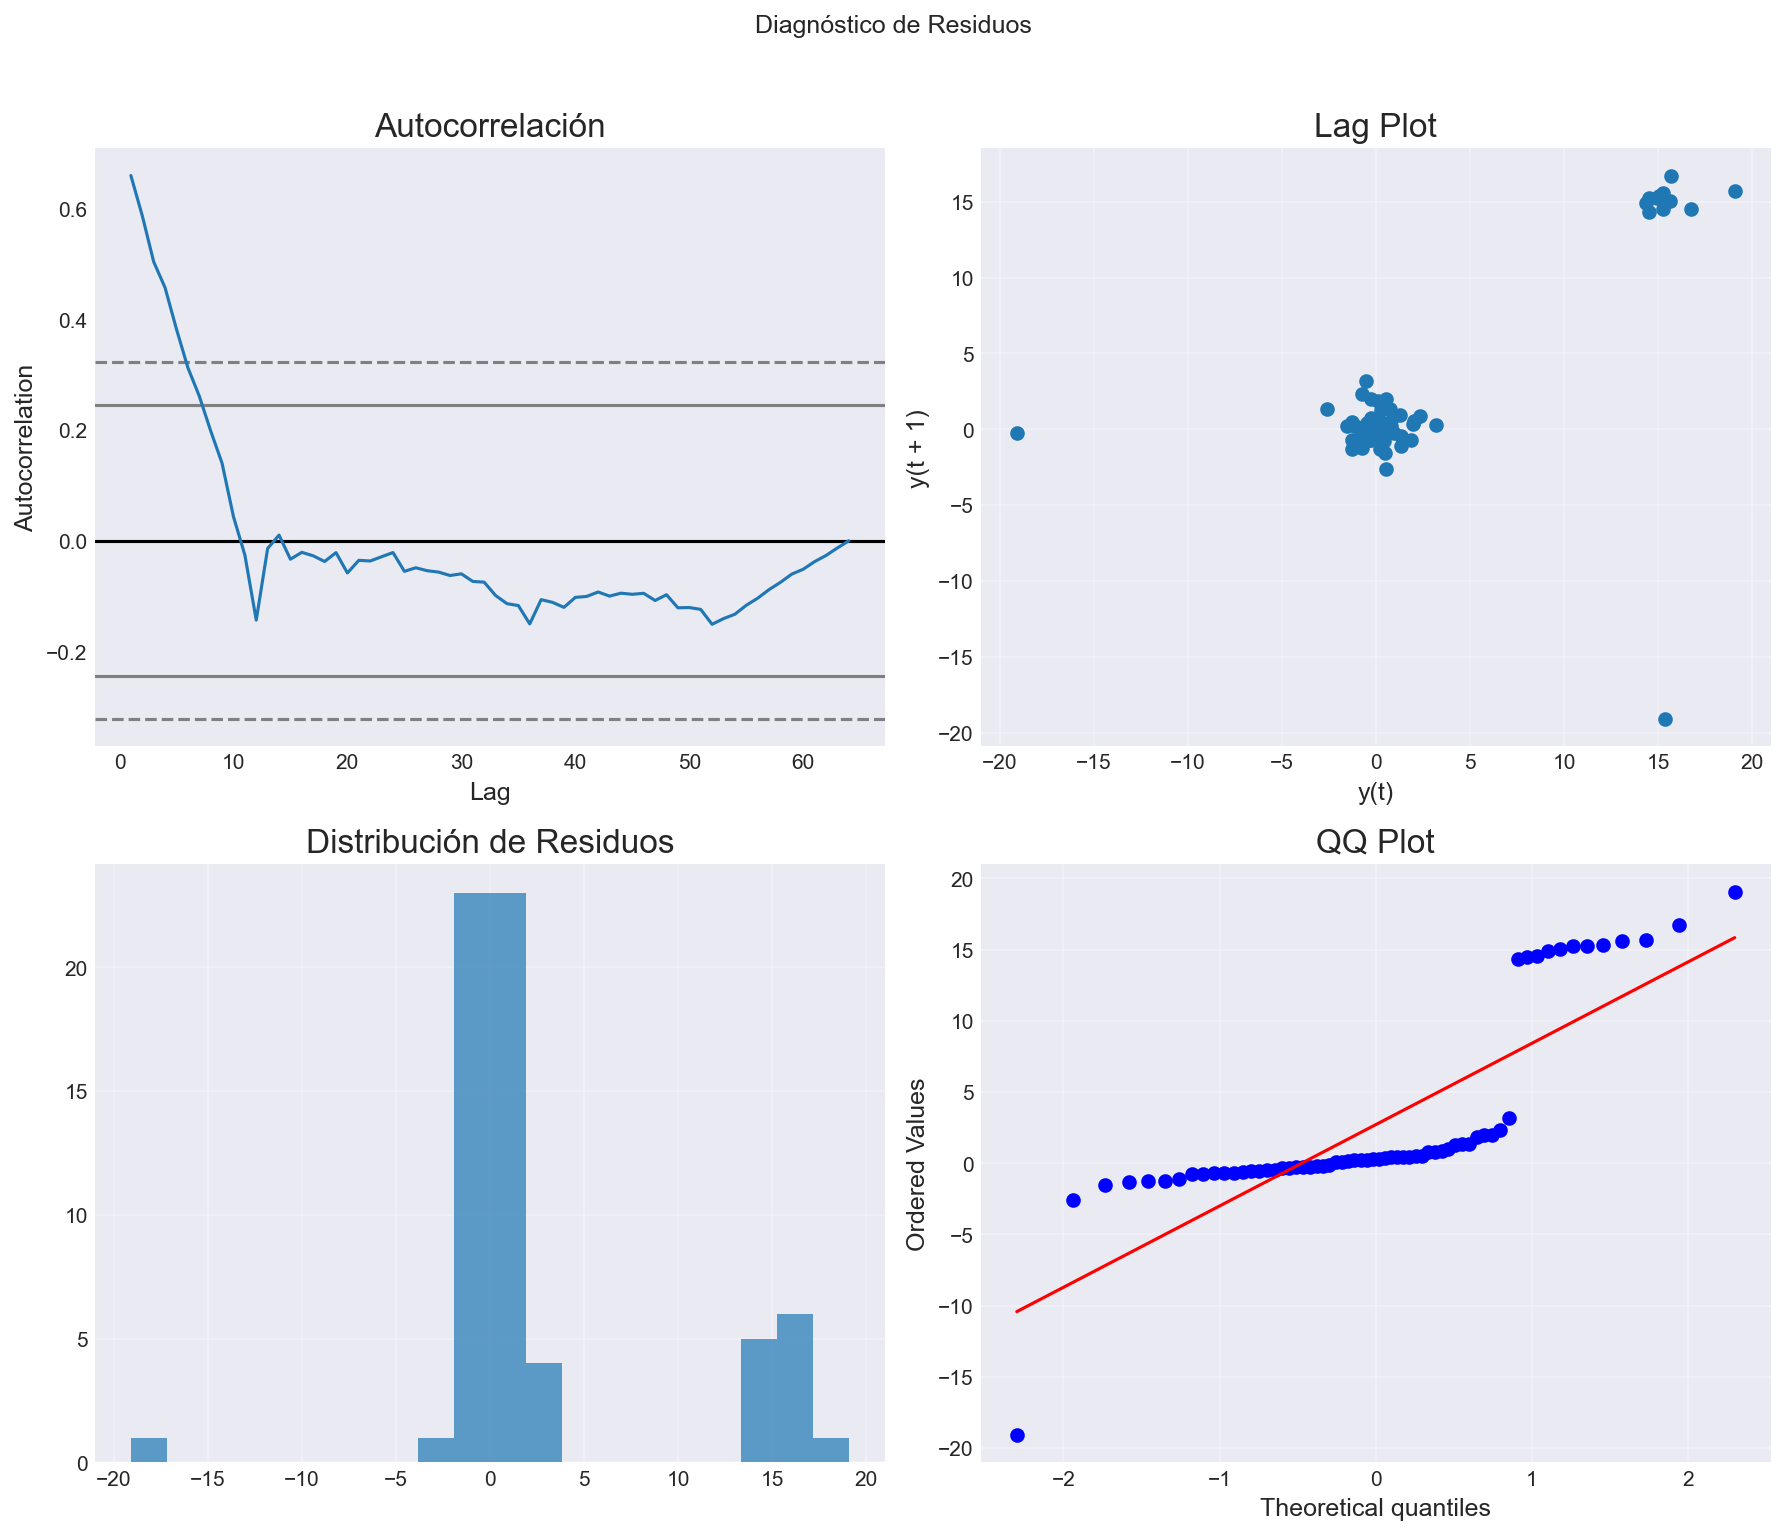 Diagnóstico de Residuos
Autocorrelación
0.6
0.4
0.2
0.0
−0.2
Autocorrelation
0 10 20 30 40 50 60
Lag
Lag Plot
15
10
5
0
−5
−10
−15
−20
y(t + 1)
−20 −15 −10 −5 0 5 10 15 20
y(t)
Distribución de Residuos
20
15
10
5
0
−20 −15 −10 −5 0 5 10 15 20
QQ Plot
20
15
10
5
0
−5
−10
−15
−20
Ordered Values
−2 −1 0 1 2
Theoretical quantiles